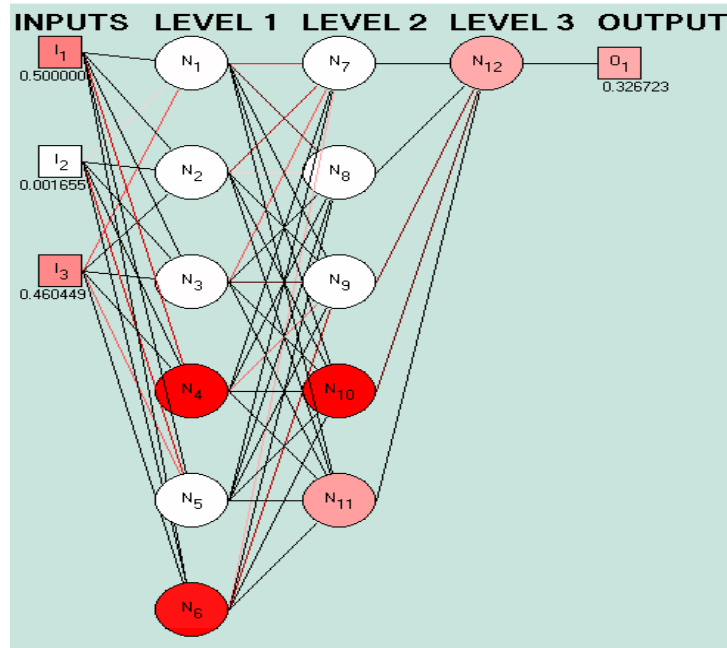 INPUTS LEVEL 1 LEVEL 2 LEVEL 3 OUTPUT
I1 N1 N7 N12 O1
0.500000 0.326723
I2 N2 N8
0.001655
I3 N3 N9
0.460449
N4 N10
N5 N11
N6